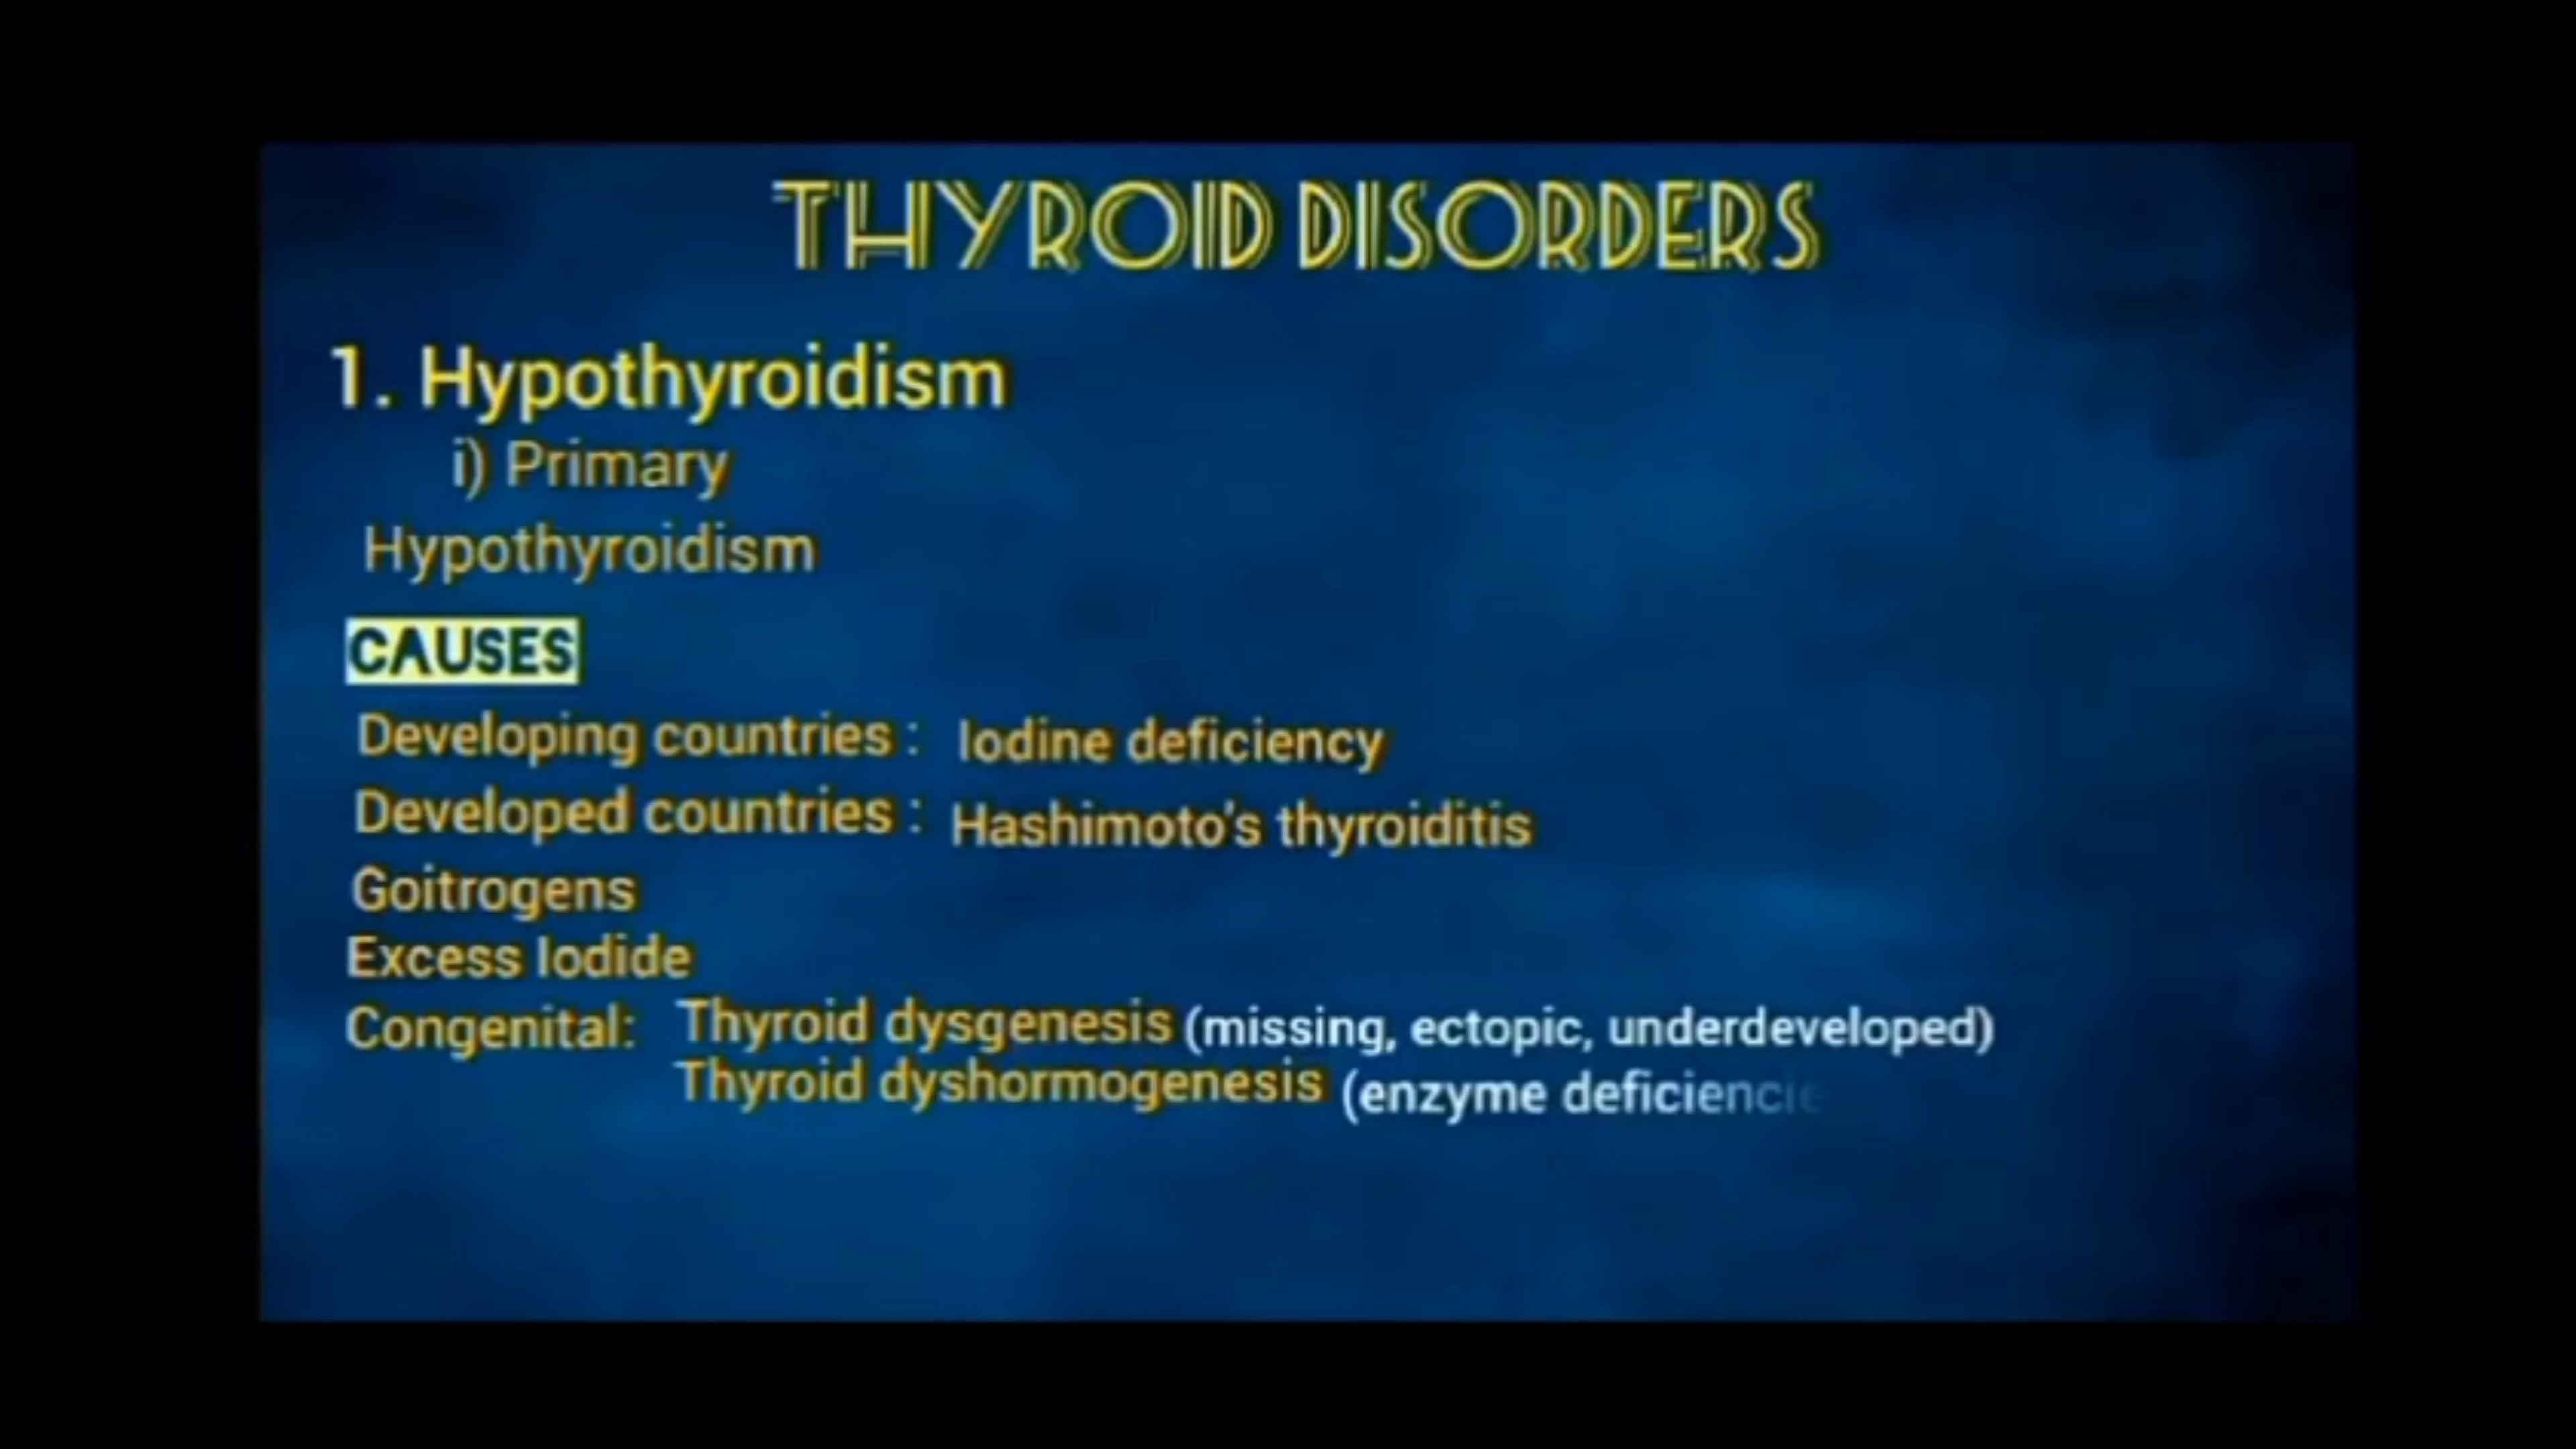 THYROID DISORDERS
1. Hypothyroidism
i) Primary
Hypothyroidism
CAUSES
Developing countries : Iodine deficiency
Developed countries : Hashimoto's thyroiditis
Goitrogens
Excess Iodide
Congenital: Thyroid dysgenesis (missing, ectopic, underdeveloped)
Thyroid dyshormogenesis (enzyme deficiencie